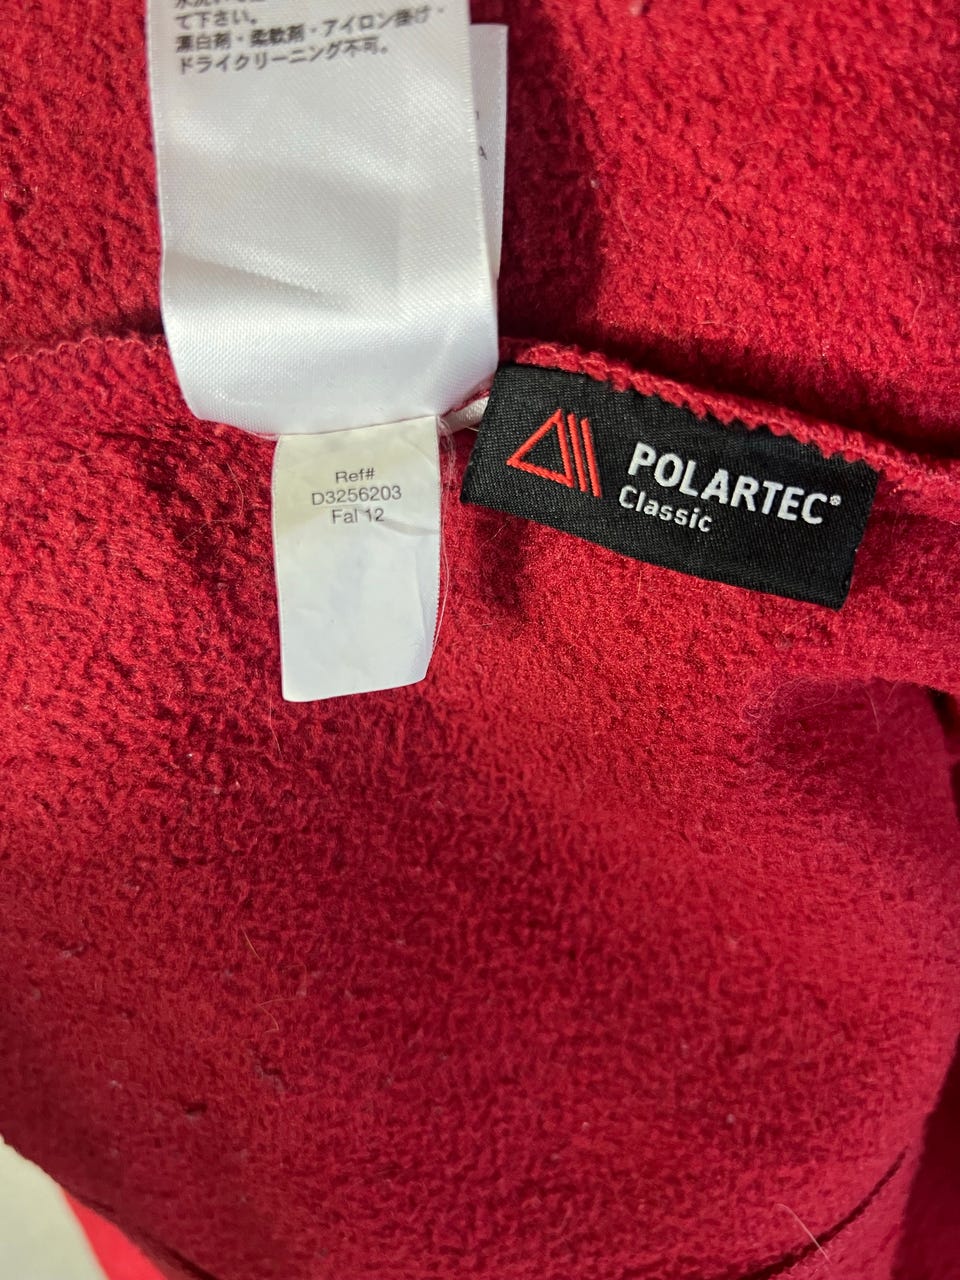 て下さい。
漂白剤・柔軟剤・アイロン掛け・
ドライクリーニング不可。
A
Ref#
D3256203
Fal 12
POLARTEC®
Classic